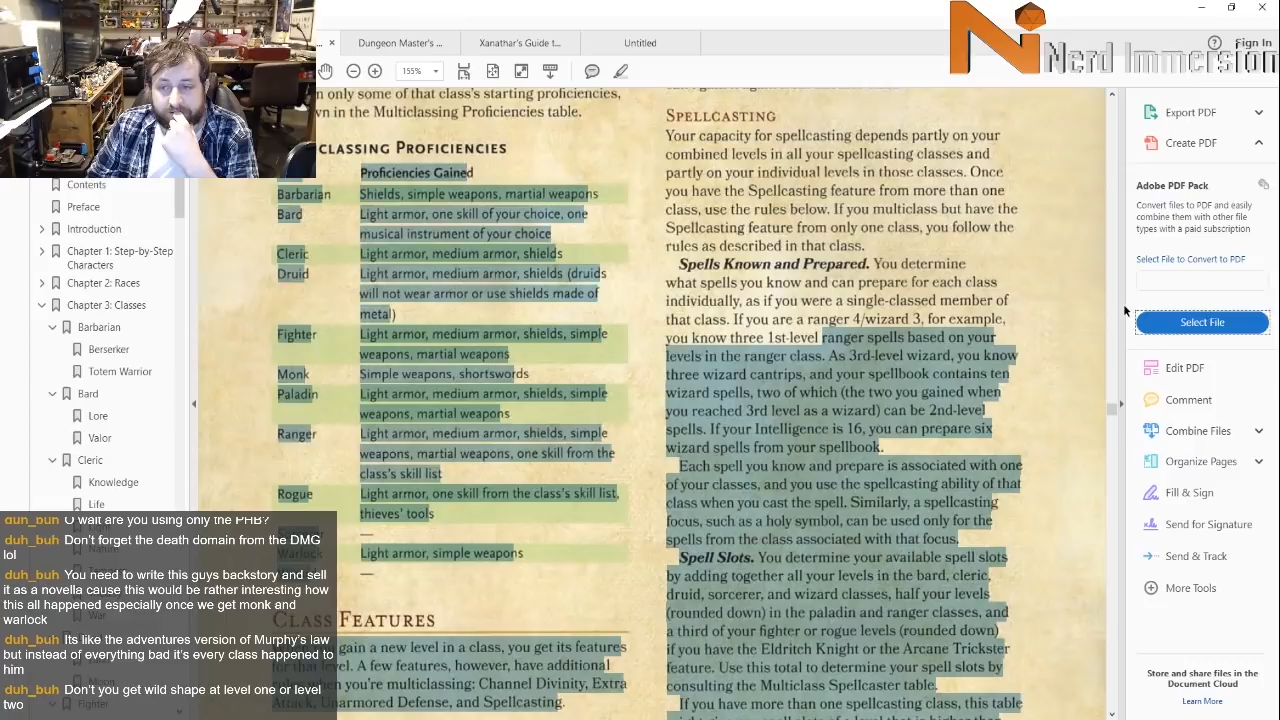 Dungeon Master's ...
Xanathar's Guide t...
Untitled
Sign In
Nerd Immersion
155%
n only some of that class's starting proficiencies,
wn in the Multiclassing Proficiencies table.
CLASSING PROFICIENCIES
Proficiencies Gained
Barbarian Shields, simple weapons, martial weapons
Bard Light armor, one skill of your choice, one
musical instrument of your choice
Cleric Light armor, medium armor, shields
Druid Light armor, medium armor, shields (druids
will not wear armor or use shields made of
metal)
Fighter Light armor, medium armor, shields, simple
weapons, martial weapons
Monk Simple weapons, shortswords
Paladin Light armor, medium armor, shields, simple
weapons, martial weapons
Ranger Light armor, medium armor, shields, simple
weapons, martial weapons, one skill from the
class's skill list
Rogue Light armor, one skill from the class's skill list,
thieves' tools
—
Warlock Light armor, simple weapons
—
CLASS FEATURES
gain a new level in a class, you get its features
for that level. A few features, however, have additional
rules when you're multiclassing: Channel Divinity, Extra
Attack, Unarmored Defense, and Spellcasting.
SPELLCASTING
Your capacity for spellcasting depends partly on your
combined levels in all your spellcasting classes and
partly on your individual levels in those classes. Once
you have the Spellcasting feature from more than one
class, use the rules below. If you multiclass but have the
Spellcasting feature from only one class, you follow the
rules as described in that class.
Spells Known and Prepared. You determine
what spells you know and can prepare for each class
individually, as if you were a single-classed member of
that class. If you are a ranger 4/wizard 3, for example,
you know three 1st-level ranger spells based on your
levels in the ranger class. As 3rd-level wizard, you know
three wizard cantrips, and your spellbook contains ten
wizard spells, two of which (the two you gained when
you reached 3rd level as a wizard) can be 2nd-level
spells. If your Intelligence is 16, you can prepare six
wizard spells from your spellbook.
Each spell you know and prepare is associated with one
of your classes, and you use the spellcasting ability of that
class when you cast the spell. Similarly, a spellcasting
focus, such as a holy symbol, can be used only for the
spells from the class associated with that focus.
Spell Slots. You determine your available spell slots
by adding together all your levels in the bard, cleric,
druid, sorcerer, and wizard classes, half your levels
(rounded down) in the paladin and ranger classes, and
a third of your fighter or rogue levels (rounded down)
if you have the Eldritch Knight or the Arcane Trickster
feature. Use this total to determine your spell slots by
consulting the Multiclass Spellcaster table.
If you have more than one spellcasting class, this table
Contents
Preface
Introduction
Chapter 1: Step-by-Step
Characters
Chapter 2: Races
Chapter 3: Classes
Barbarian
Berserker
Totem Warrior
Bard
Lore
Valor
Cleric
Knowledge
Life
Nature
War
Moon
Fighter
duh_buh O wait are you using only the PHB?
duh_buh Don't forget the death domain from the DMG
lol
duh_buh You need to write this guys backstory and sell
it as a novella cause this would be rather interesting how
this all happened especially once we get monk and
warlock
duh_buh Its like the adventures version of Murphy's law
but instead of everything bad it's every class happened to
him
duh_buh Don't you get wild shape at level one or level
two
Export PDF
Create PDF
Adobe PDF Pack
Convert files to PDF and easily
combine them with other file
types with a paid subscription
Select File to Convert to PDF
Select File
Edit PDF
Comment
Combine Files
Organize Pages
Fill & Sign
Send for Signature
Send & Track
More Tools
Store and share files in the
Document Cloud
Learn More